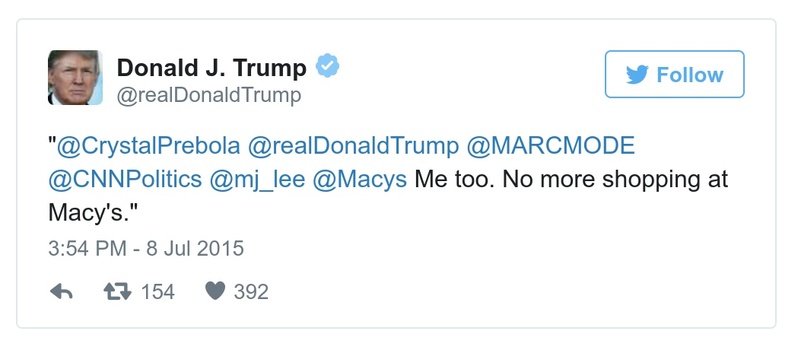 Donald J. Trump
@realDonaldTrump
Follow
"@CrystalPrebola @realDonaldTrump @MARCMODE
@CNNPolitics @mj_lee @Macys Me too. No more shopping at
Macy's."
3:54 PM - 8 Jul 2015
154 392